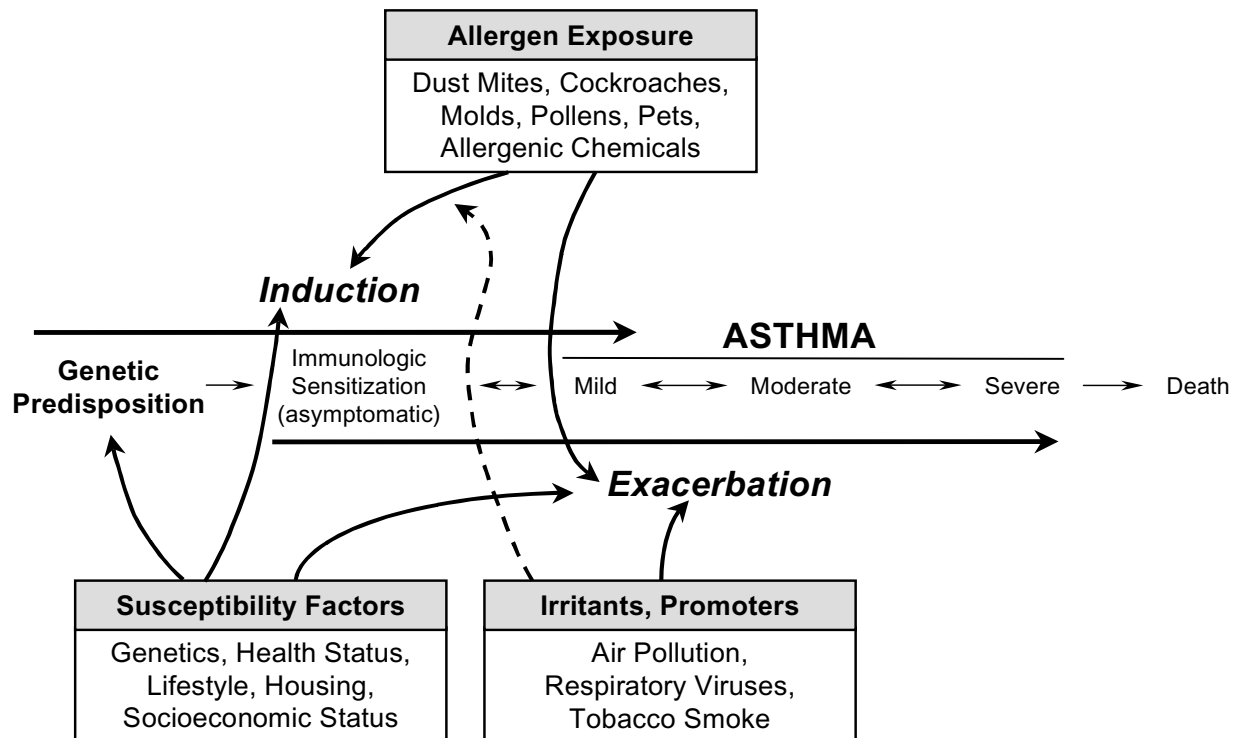 Allergen Exposure
Dust Mites, Cockroaches,
Molds, Pollens, Pets,
Allergenic Chemicals
Induction
ASTHMA
Genetic
Predisposition
Immunologic
Sensitization
(asymptomatic)
Mild
Moderate
Severe
Death
Exacerbation
Susceptibility Factors
Genetics, Health Status,
Lifestyle, Housing,
Socioeconomic Status
Irritants, Promoters
Air Pollution,
Respiratory Viruses,
Tobacco Smoke